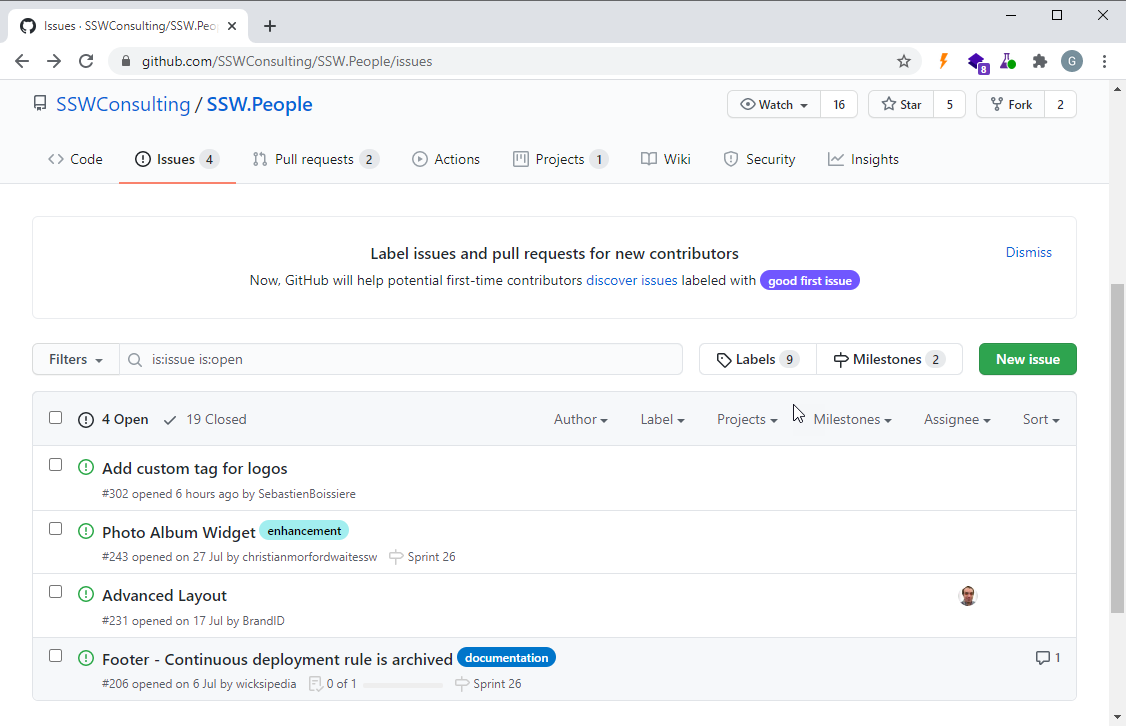 Issues · SSWConsulting/SSW.Peo
github.com/SSWConsulting/SSW.People/issues
8
G
SSWConsulting / SSW.People
Watch 16
Star 5
Fork 2
Code
Issues 4
Pull requests 2
Actions
Projects 1
Wiki
Security
Insights
Label issues and pull requests for new contributors
Dismiss
Now, GitHub will help potential first-time contributors discover issues labeled with good first issue
Filters
is:issue is:open
Labels 9
Milestones 2
New issue
4 Open
19 Closed
Author
Label
Projects
Milestones
Assignee
Sort
Add custom tag for logos
#302 opened 6 hours ago by SebastienBoissiere
Photo Album Widget enhancement
#243 opened on 27 Jul by christianmorfordwaitessw Sprint 26
Advanced Layout
#231 opened on 17 Jul by BrandID
Footer - Continuous deployment rule is archived documentation
1
#206 opened on 6 Jul by wicksipedia 0 of 1 Sprint 26